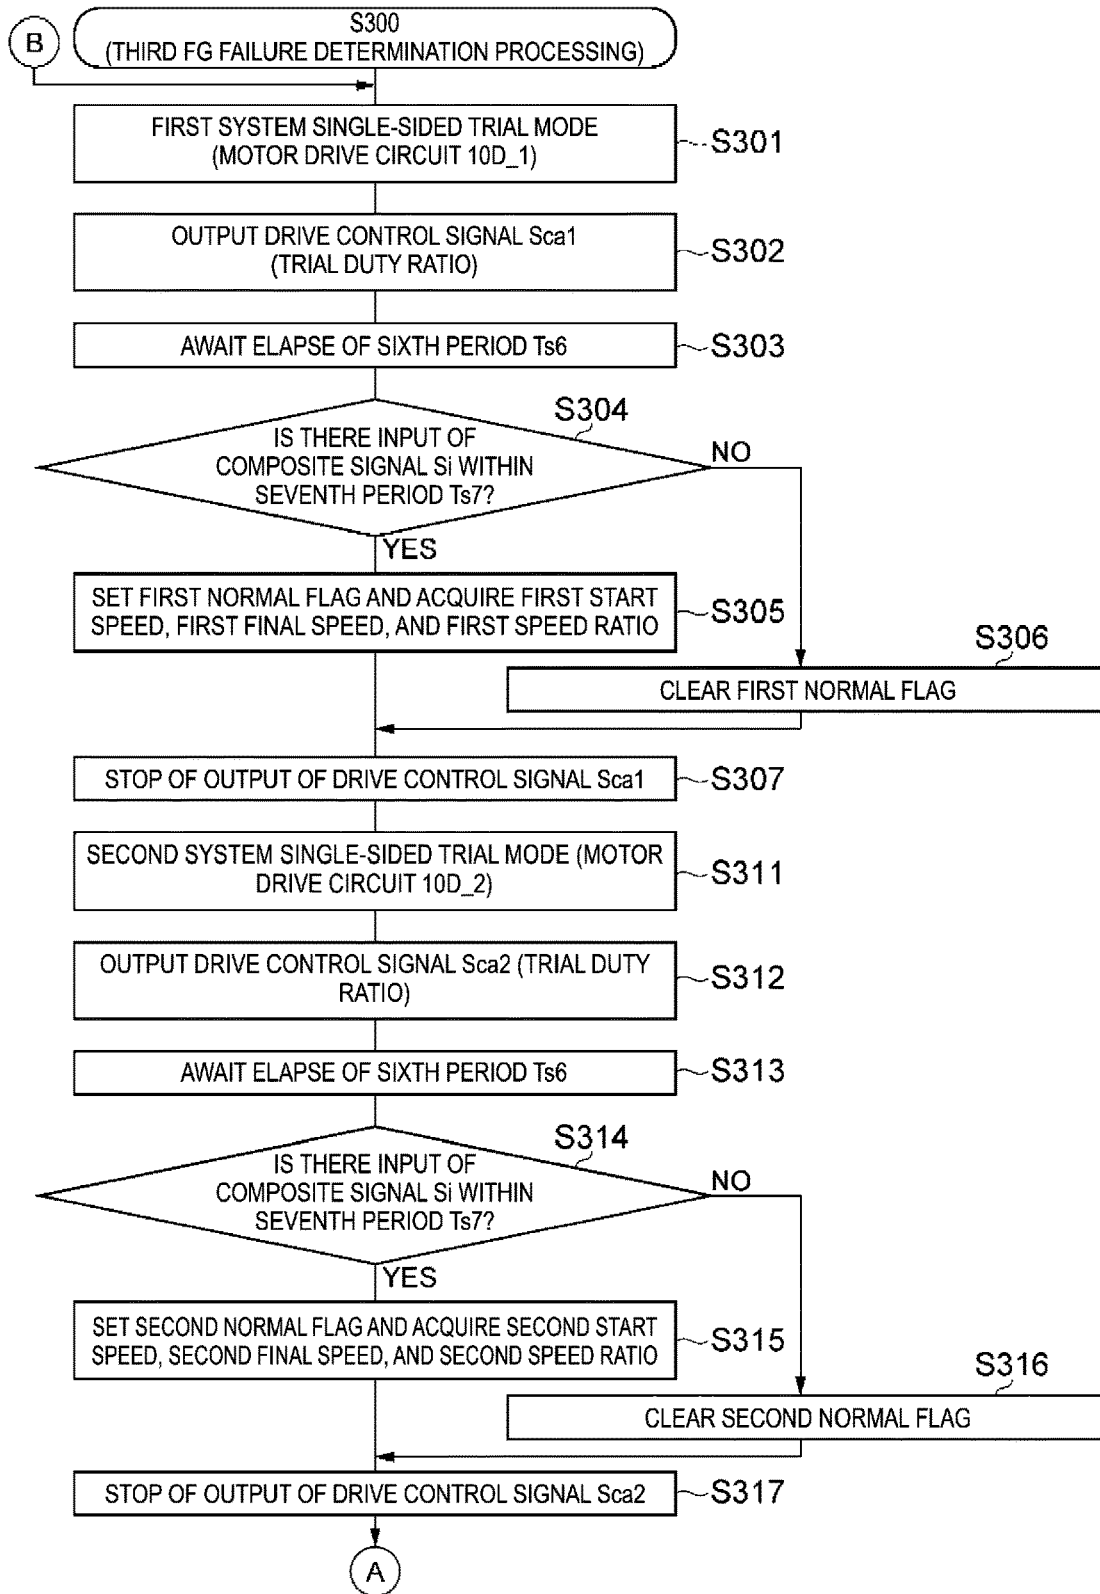 B
S300
(THIRD FG FAILURE DETERMINATION PROCESSING)
FIRST SYSTEM SINGLE-SIDED TRIAL MODE
(MOTOR DRIVE CIRCUIT 10D_1)
S301
OUTPUT DRIVE CONTROL SIGNAL Sca1
(TRIAL DUTY RATIO)
S302
AWAIT ELAPSE OF SIXTH PERIOD Ts6
S303
S304
IS THERE INPUT OF
COMPOSITE SIGNAL Si WITHIN
SEVENTH PERIOD Ts7?
NO
YES
SET FIRST NORMAL FLAG AND ACQUIRE FIRST START
SPEED, FIRST FINAL SPEED, AND FIRST SPEED RATIO
S305
S306
CLEAR FIRST NORMAL FLAG
STOP OF OUTPUT OF DRIVE CONTROL SIGNAL Sca1
S307
SECOND SYSTEM SINGLE-SIDED TRIAL MODE (MOTOR
DRIVE CIRCUIT 10D_2)
S311
OUTPUT DRIVE CONTROL SIGNAL Sca2 (TRIAL DUTY
RATIO)
S312
AWAIT ELAPSE OF SIXTH PERIOD Ts6
S313
S314
IS THERE INPUT OF
COMPOSITE SIGNAL Si WITHIN
SEVENTH PERIOD Ts7?
NO
YES
SET SECOND NORMAL FLAG AND ACQUIRE SECOND START
SPEED, SECOND FINAL SPEED, AND SECOND SPEED RATIO
S315
S316
CLEAR SECOND NORMAL FLAG
STOP OF OUTPUT OF DRIVE CONTROL SIGNAL Sca2
S317
A